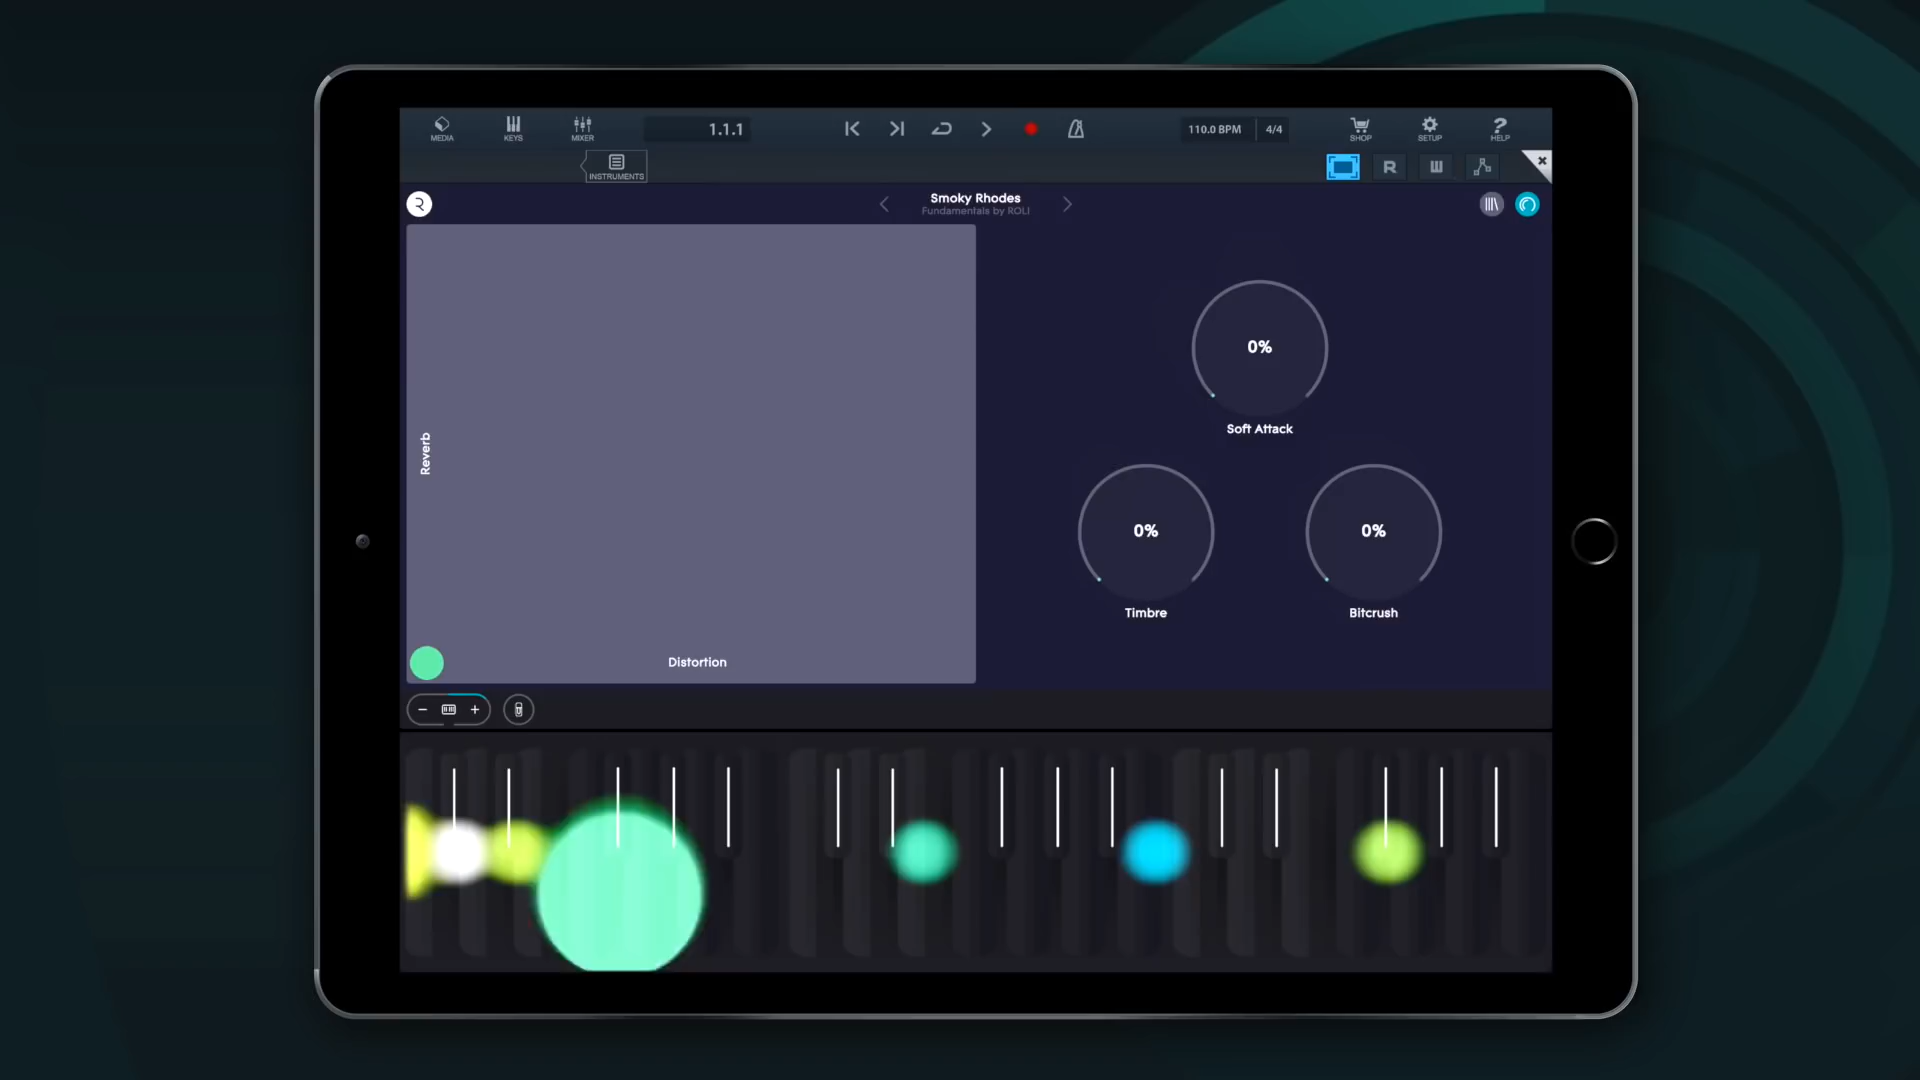 MEDIA
KEYS
MIXER
1.1.1
110.0 BPM
4/4
SHOP
SETUP
HELP
INSTRUMENTS
R
W
Smoky Rhodes
Fundamentals by ROLI
Reverb
Distortion
0%
Soft Attack
0%
Timbre
0%
Bitcrush